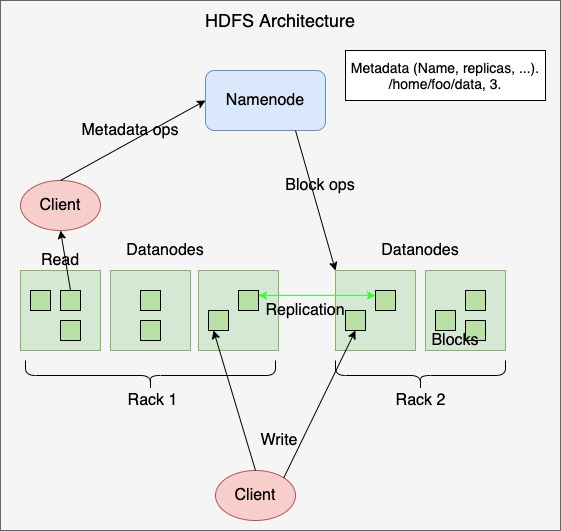 HDFS Architecture
Metadata (Name, replicas, ...).
/home/foo/data, 3.
Namenode
Metadata ops
Block ops
Client
Read
Datanodes
Datanodes
Replication
Blocks
Rack 1
Rack 2
Write
Client